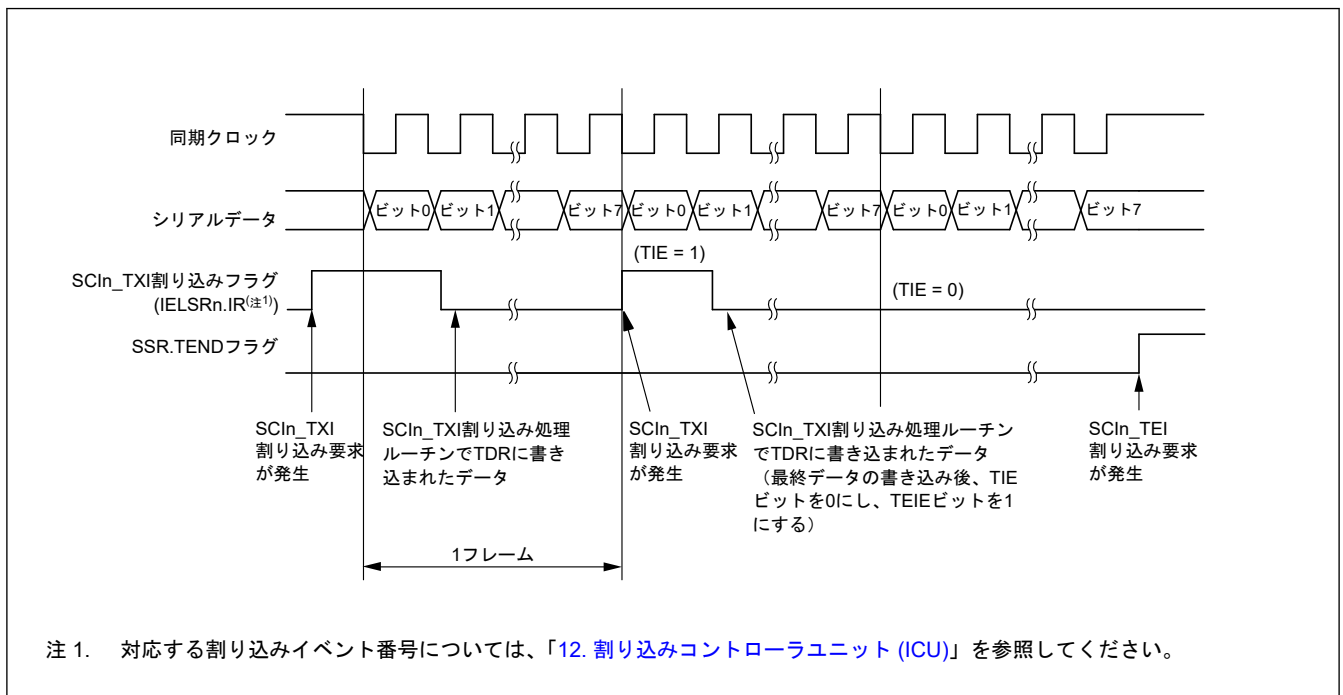 同期クロック
シリアルデータ
ビット0 ビット1 ビット7 ビット0 ビット1 ビット7 ビット0 ビット1 ビット7
SCIn_TXI割り込みフラグ
(IELSRn.IR(注1))
(TIE = 1)
(TIE = 0)
SSR.TENDフラグ
SCIn_TXI
割り込み要求
が発生
SCIn_TXI割り込み処理
ルーチンでTDRに書き
込まれたデータ
SCIn_TXI
割り込み要求
が発生
SCIn_TXI割り込み処理ルーチン
でTDRに書き込まれたデータ
（最終データの書き込み後、TIE
ビットを0にし、TEIEビットを1
にする）
SCIn_TEI
割り込み要求
が発生
1フレーム
注 1. 対応する割り込みイベント番号については、「12. 割り込みコントローラユニット (ICU)」を参照してください。